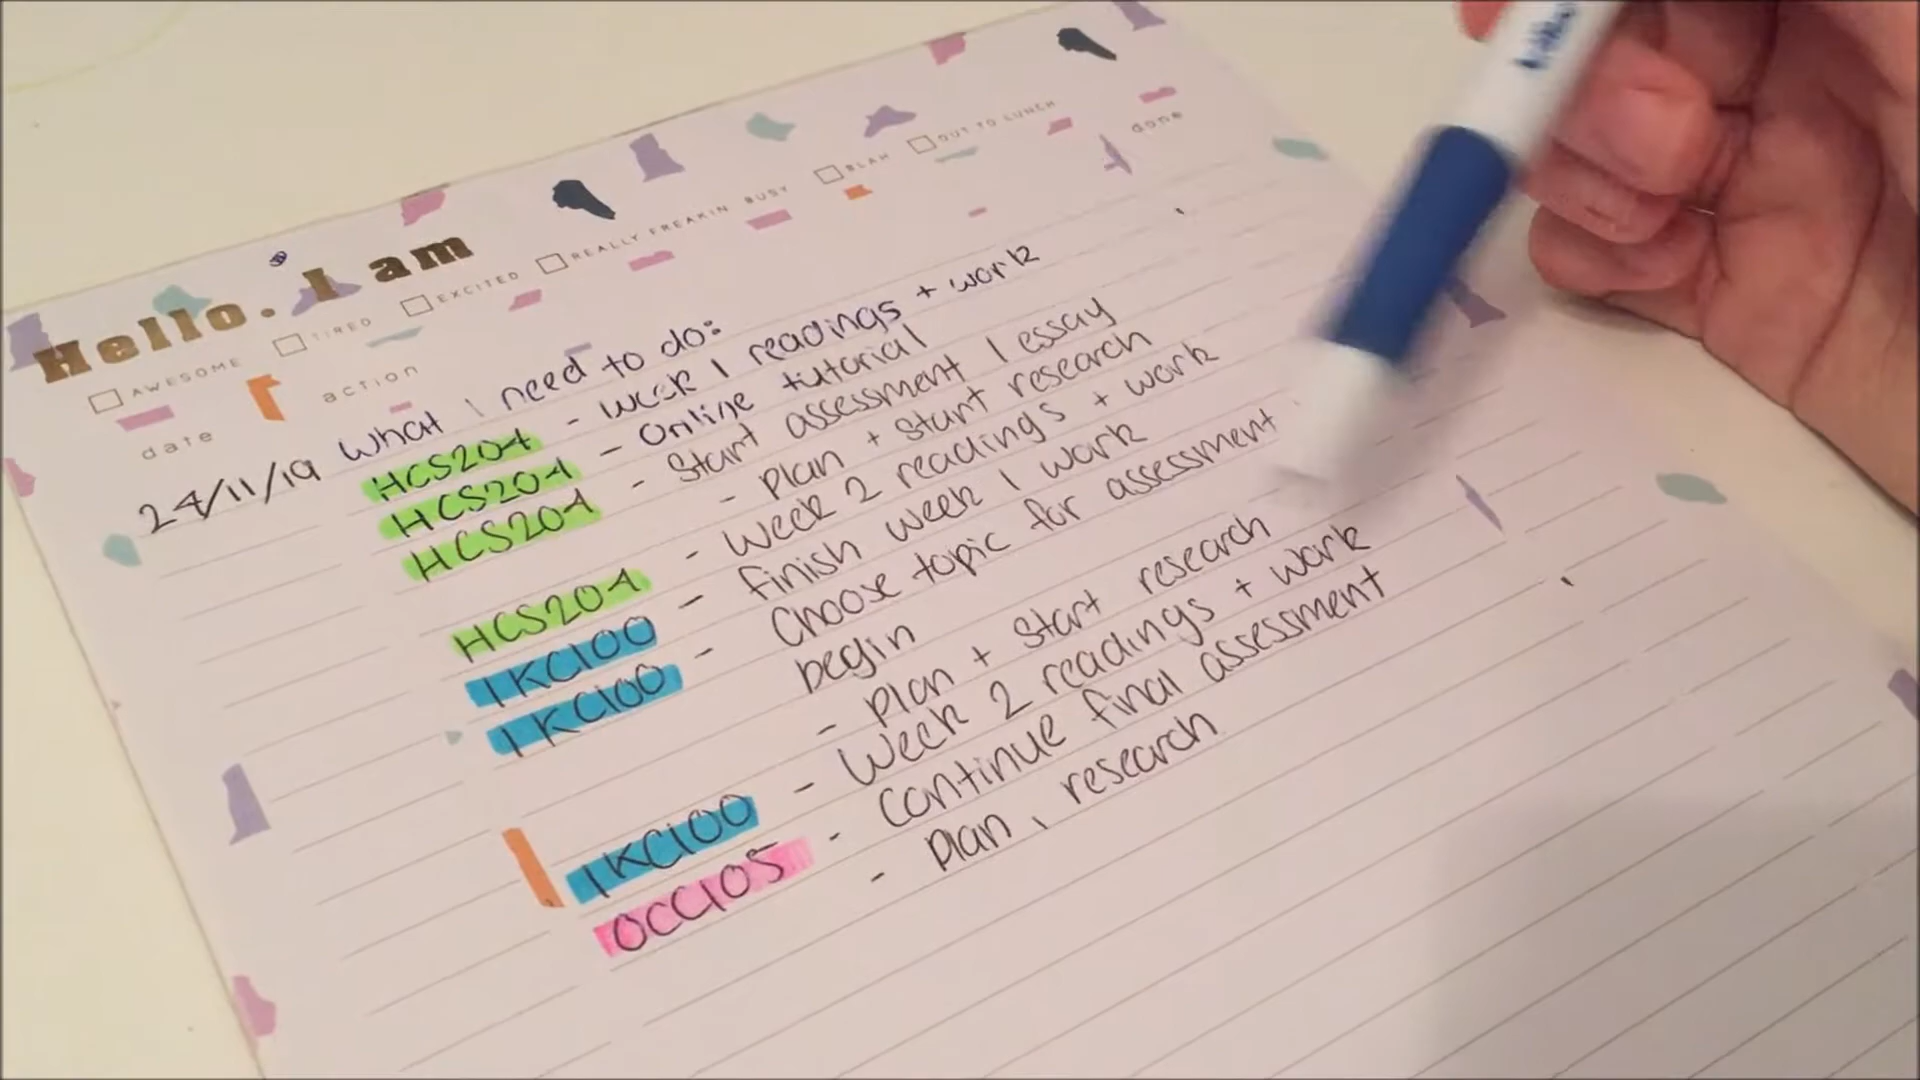 Hello. I am
AWESOME TIRED EXCITED REALLY FREAKIN BUSY BLAH OUT TO LUNCH
date action done
24/11/19 What I need to do:
HCS204 - Week 1 readings + work
HCS204 - Online tutorial
HCS204 - Start assessment 1 essay
- Plan + Start research
HCS204 - Week 2 readings + work
IKC100 - Finish week 1 work
IKC100 - Choose topic for assessment
begin
- Plan + Start research
IKC100 - Week 2 readings + work
OCC105 - Continue final assessment
- Plan, research